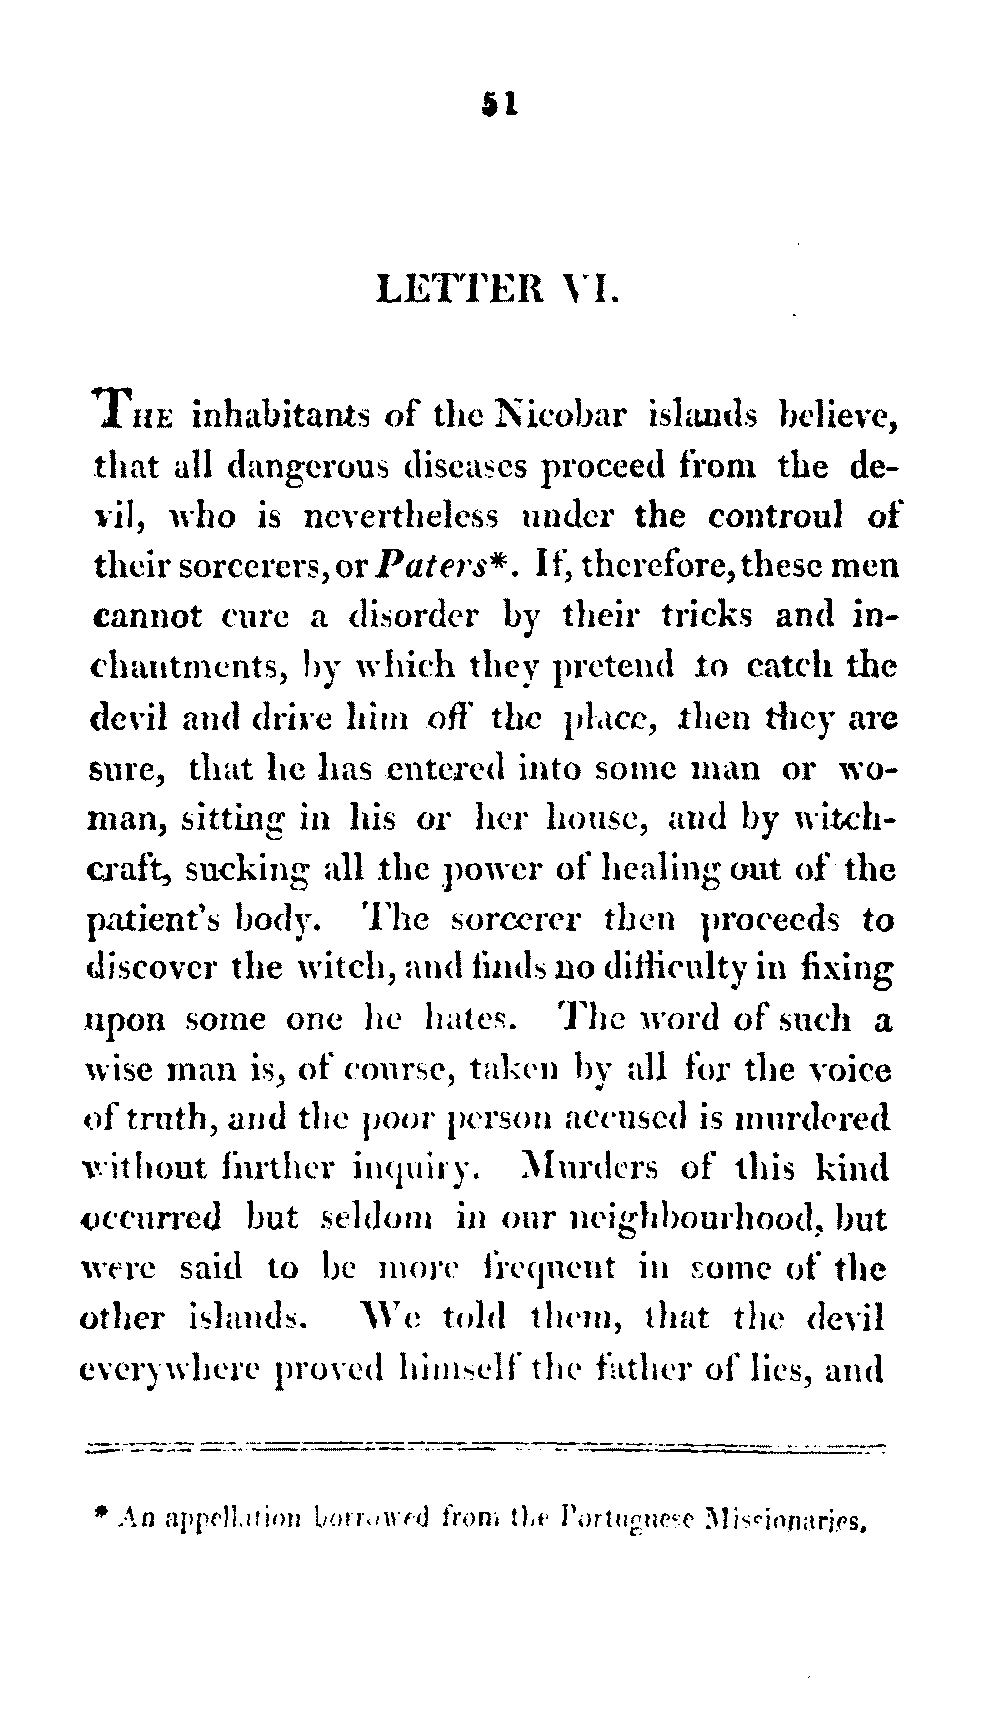 51
LETTER VI.
THE inhabitants of the Nicobar islands believe,
that all dangerous diseases proceed from the de-
vil, who is nevertheless under the controul of
their sorcerers, or Paters*. If, therefore, these men
cannot cure a disorder by their tricks and in-
chantments, by which they pretend to catch the
devil and drive him off the place, then they are
sure, that he has entered into some man or wo-
man, sitting in his or her house, and by witch-
craft, sucking all the power of healing out of the
patient's body. The sorcerer then proceeds to
discover the witch, and finds no difficulty in fixing
upon some one he hates. The word of such a
wise man is, of course, taken by all for the voice
of truth, and the poor person accused is murdered
without further inquiry. Murders of this kind
occurred but seldom in our neighbourhood, but
were said to be more frequent in some of the
other islands. We told them, that the devil
everywhere proved himself the father of lies, and
* An appellation borrowed from the Portuguese Missionaries.